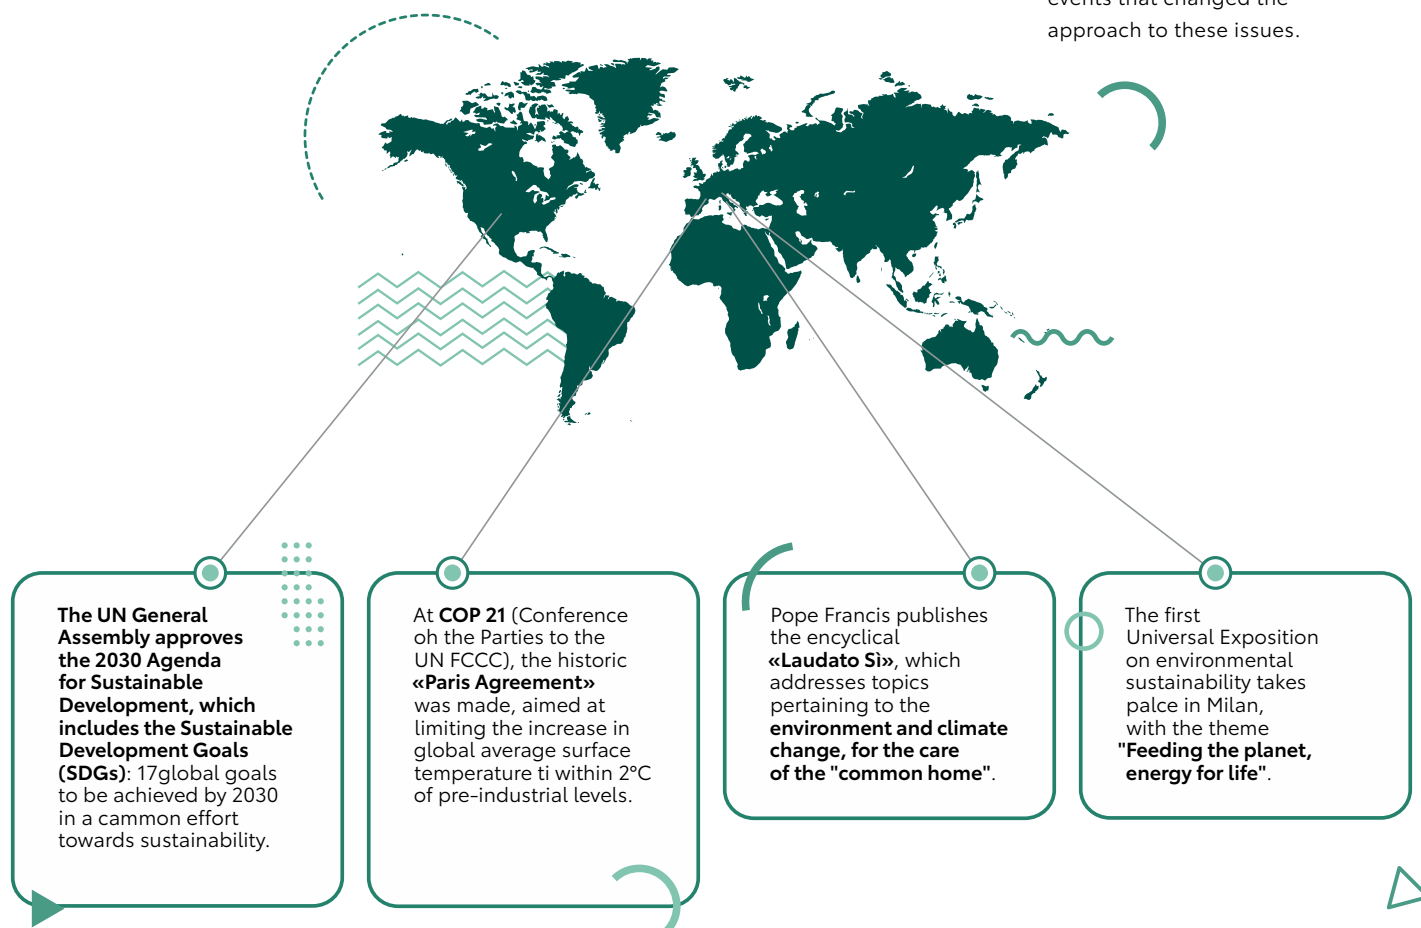 events that changed the
approach to these issues.
The UN General
Assembly approves
the 2030 Agenda
for Sustainable
Development, which
includes the Sustainable
Development Goals
(SDGs): 17global goals
to be achieved by 2030
in a cammon effort
towards sustainability.
At COP 21 (Conference
oh the Parties to the
UN FCCC), the historic
«Paris Agreement»
was made, aimed at
limiting the increase in
global average surface
temperature ti within 2°C
of pre-industrial levels.
Pope Francis publishes
the encyclical
«Laudato Sì», which
addresses topics
pertaining to the
environment and climate
change, for the care
of the "common home".
The first
Universal Exposition
on environmental
sustainability takes
palce in Milan,
with the theme
"Feeding the planet,
energy for life".